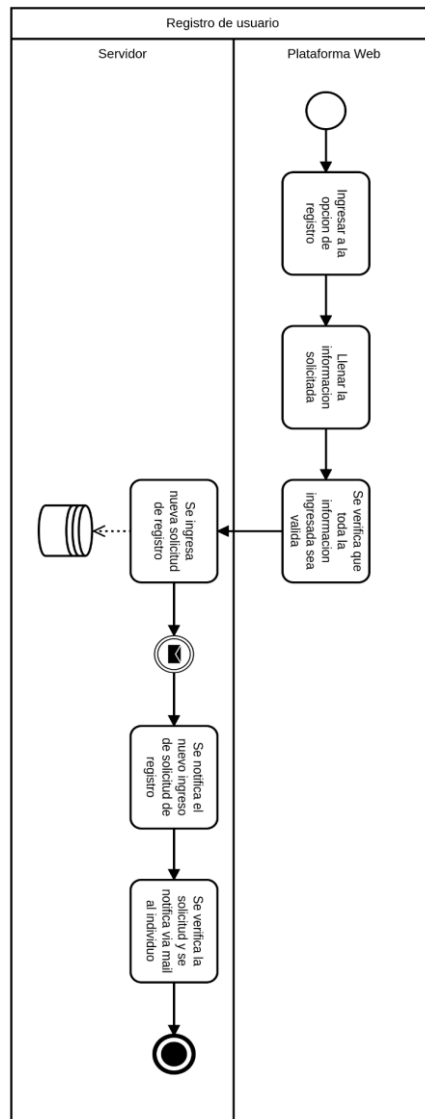 Registro de usuario
Servidor
Plataforma Web
Ingresar a la
opcion de
registro
Llenar la
informacion
solicitada
Se verifica que
toda la
informacion
ingresada sea
valida
Se ingresa
nueva solicitud
de registro
Se notifica el
nuevo ingreso
de solicitud de
registro
Se verifica la
solicitud y se
notifica via mail
al individuo